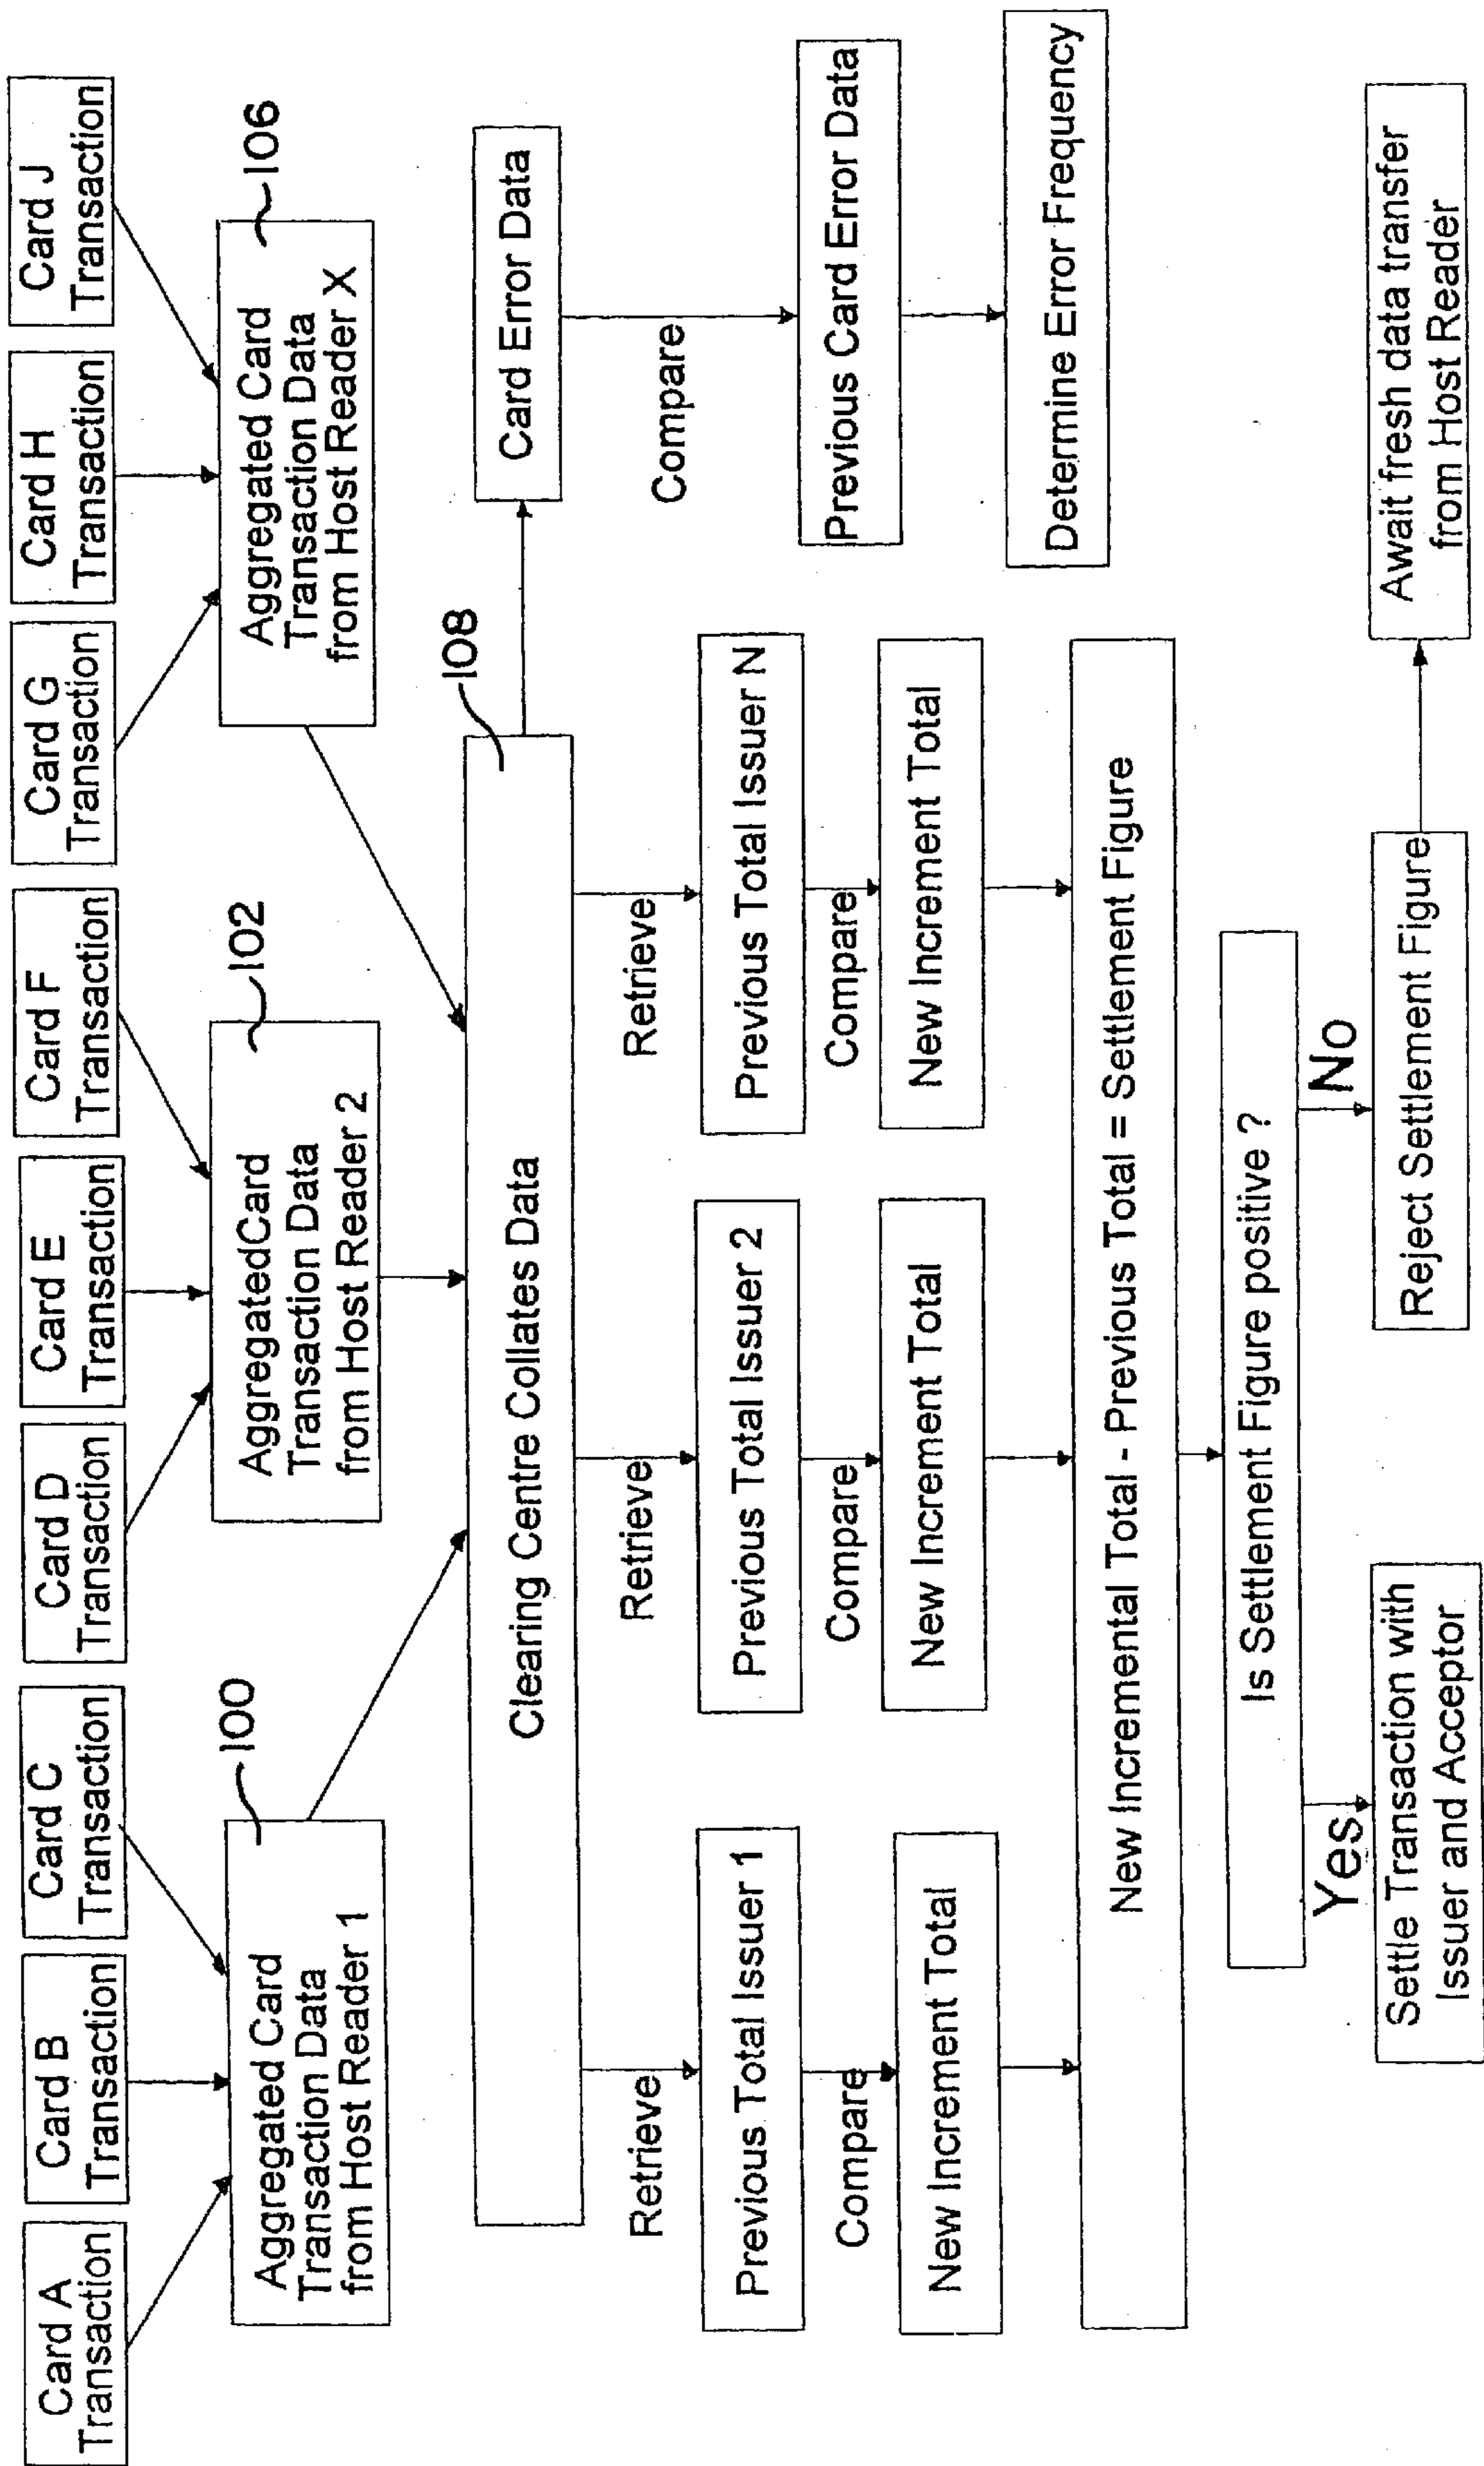 Card A
Transaction
Card B
Transaction
Card C
Transaction
Card D
Transaction
Card E
Transaction
Card F
Transaction
Card G
Transaction
Card H
Transaction
Card J
Transaction
100
Aggregated Card
Transaction Data
from Host Reader 1
102
AggregatedCard
Transaction Data
from Host Reader 2
106
Aggregated Card
Transaction Data
from Host Reader X
108
Clearing Centre Collates Data
Card Error Data
Compare
Previous Card Error Data
Determine Error Frequency
Retrieve
Retrieve
Retrieve
Previous Total Issuer 1
Previous Total Issuer 2
Previous Total Issuer N
Compare
Compare
Compare
New Increment Total
New Increment Total
New Increment Total
New Incremental Total - Previous Total = Settlement Figure
Is Settlement Figure positive ?
Yes
No
Settle Transaction with
Issuer and Acceptor
Reject Settlement Figure
Await fresh data transfer
from Host Reader